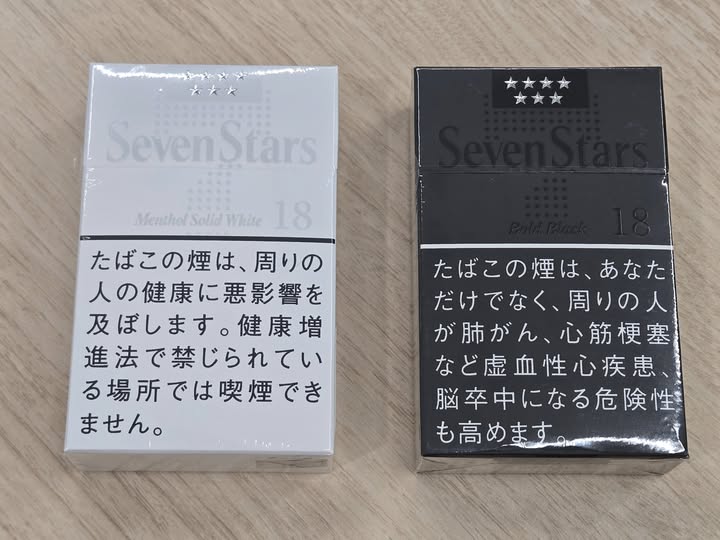 SevenStars
Menthol Solid White 18
たばこの煙は、周りの
人の健康に悪影響を
及ぼします。健康増
進法で禁じられてい
る場所では喫煙でき
ません。
SevenStars
Bold Black 18
たばこの煙は、あなた
だけでなく、周りの人
が肺がん、心筋梗塞
など虚血性心疾患、
脳卒中になる危険性
も高めます。